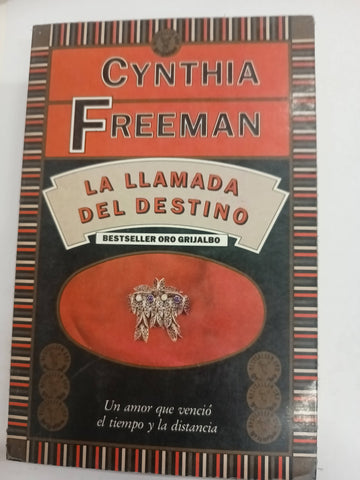 CYNTHIA
FREEMAN
LA LLAMADA
DEL DESTINO
BESTSELLER ORO GRIJALBO
Un amor que venció
el tiempo y la distancia